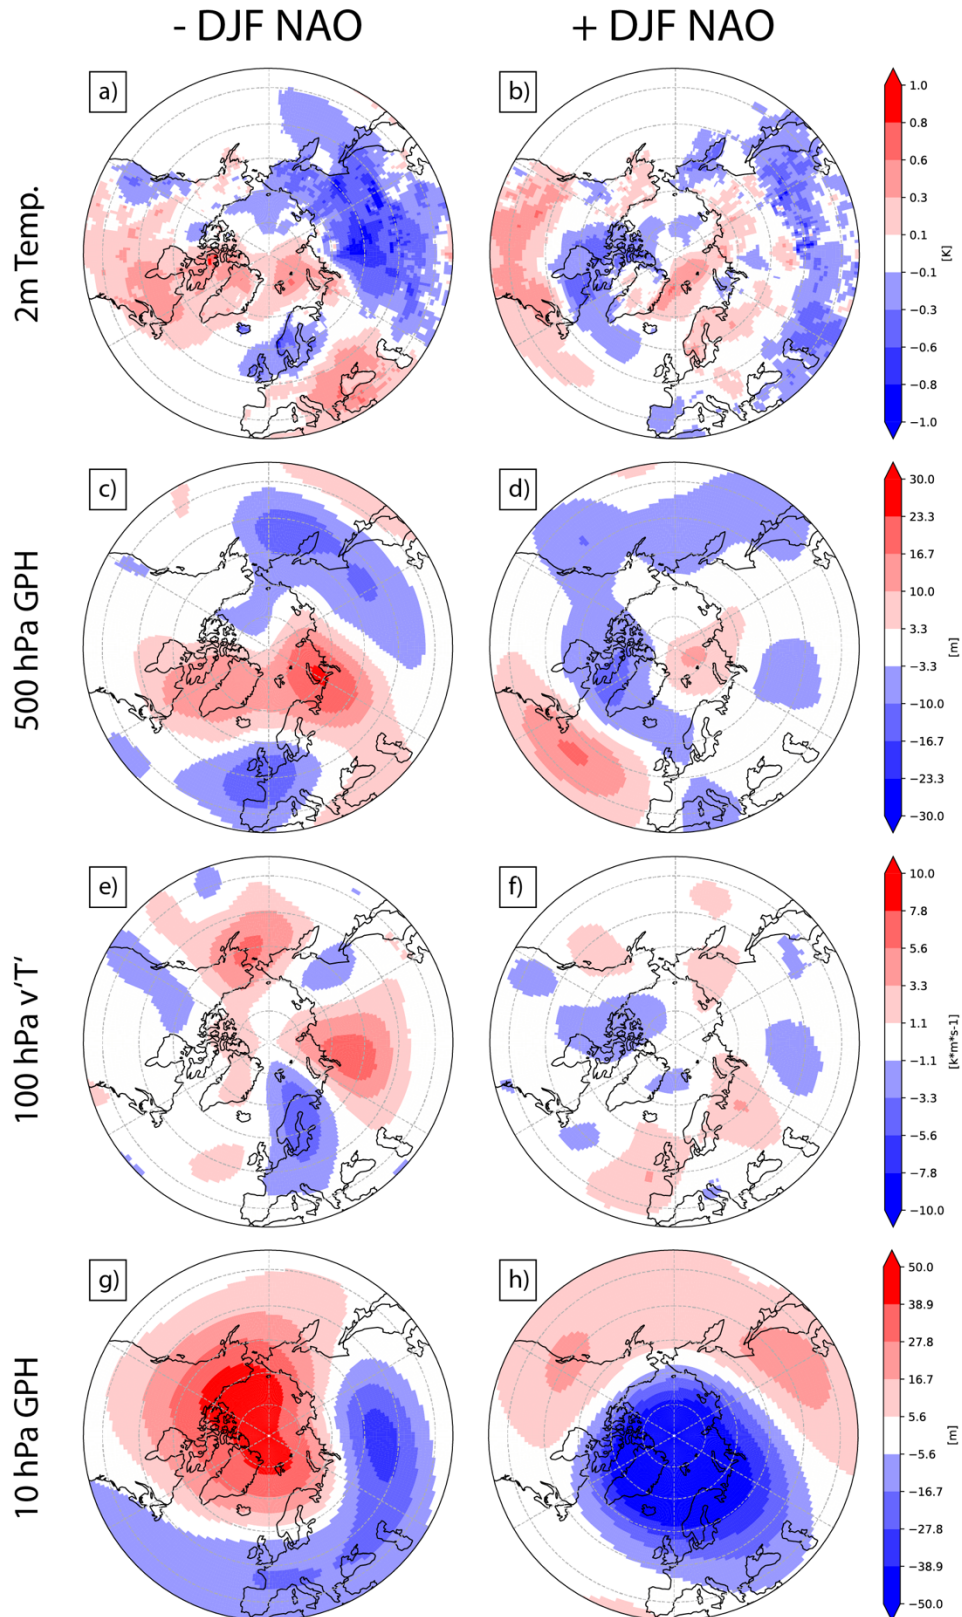 - DJF NAO
+ DJF NAO
2m Temp.
a)
b)
1.0
0.8
0.6
0.3
0.1
−0.1
−0.3
−0.6
−0.8
−1.0
[K]
500 hPa GPH
c)
d)
30.0
23.3
16.7
10.0
3.3
−3.3
−10.0
−16.7
−23.3
−30.0
[m]
100 hPa v'T'
e)
f)
10.0
7.8
5.6
3.3
1.1
−1.1
−3.3
−5.6
−7.8
−10.0
[k*m*s-1]
10 hPa GPH
g)
h)
50.0
38.9
27.8
16.7
5.6
−5.6
−16.7
−27.8
−38.9
−50.0
[m]